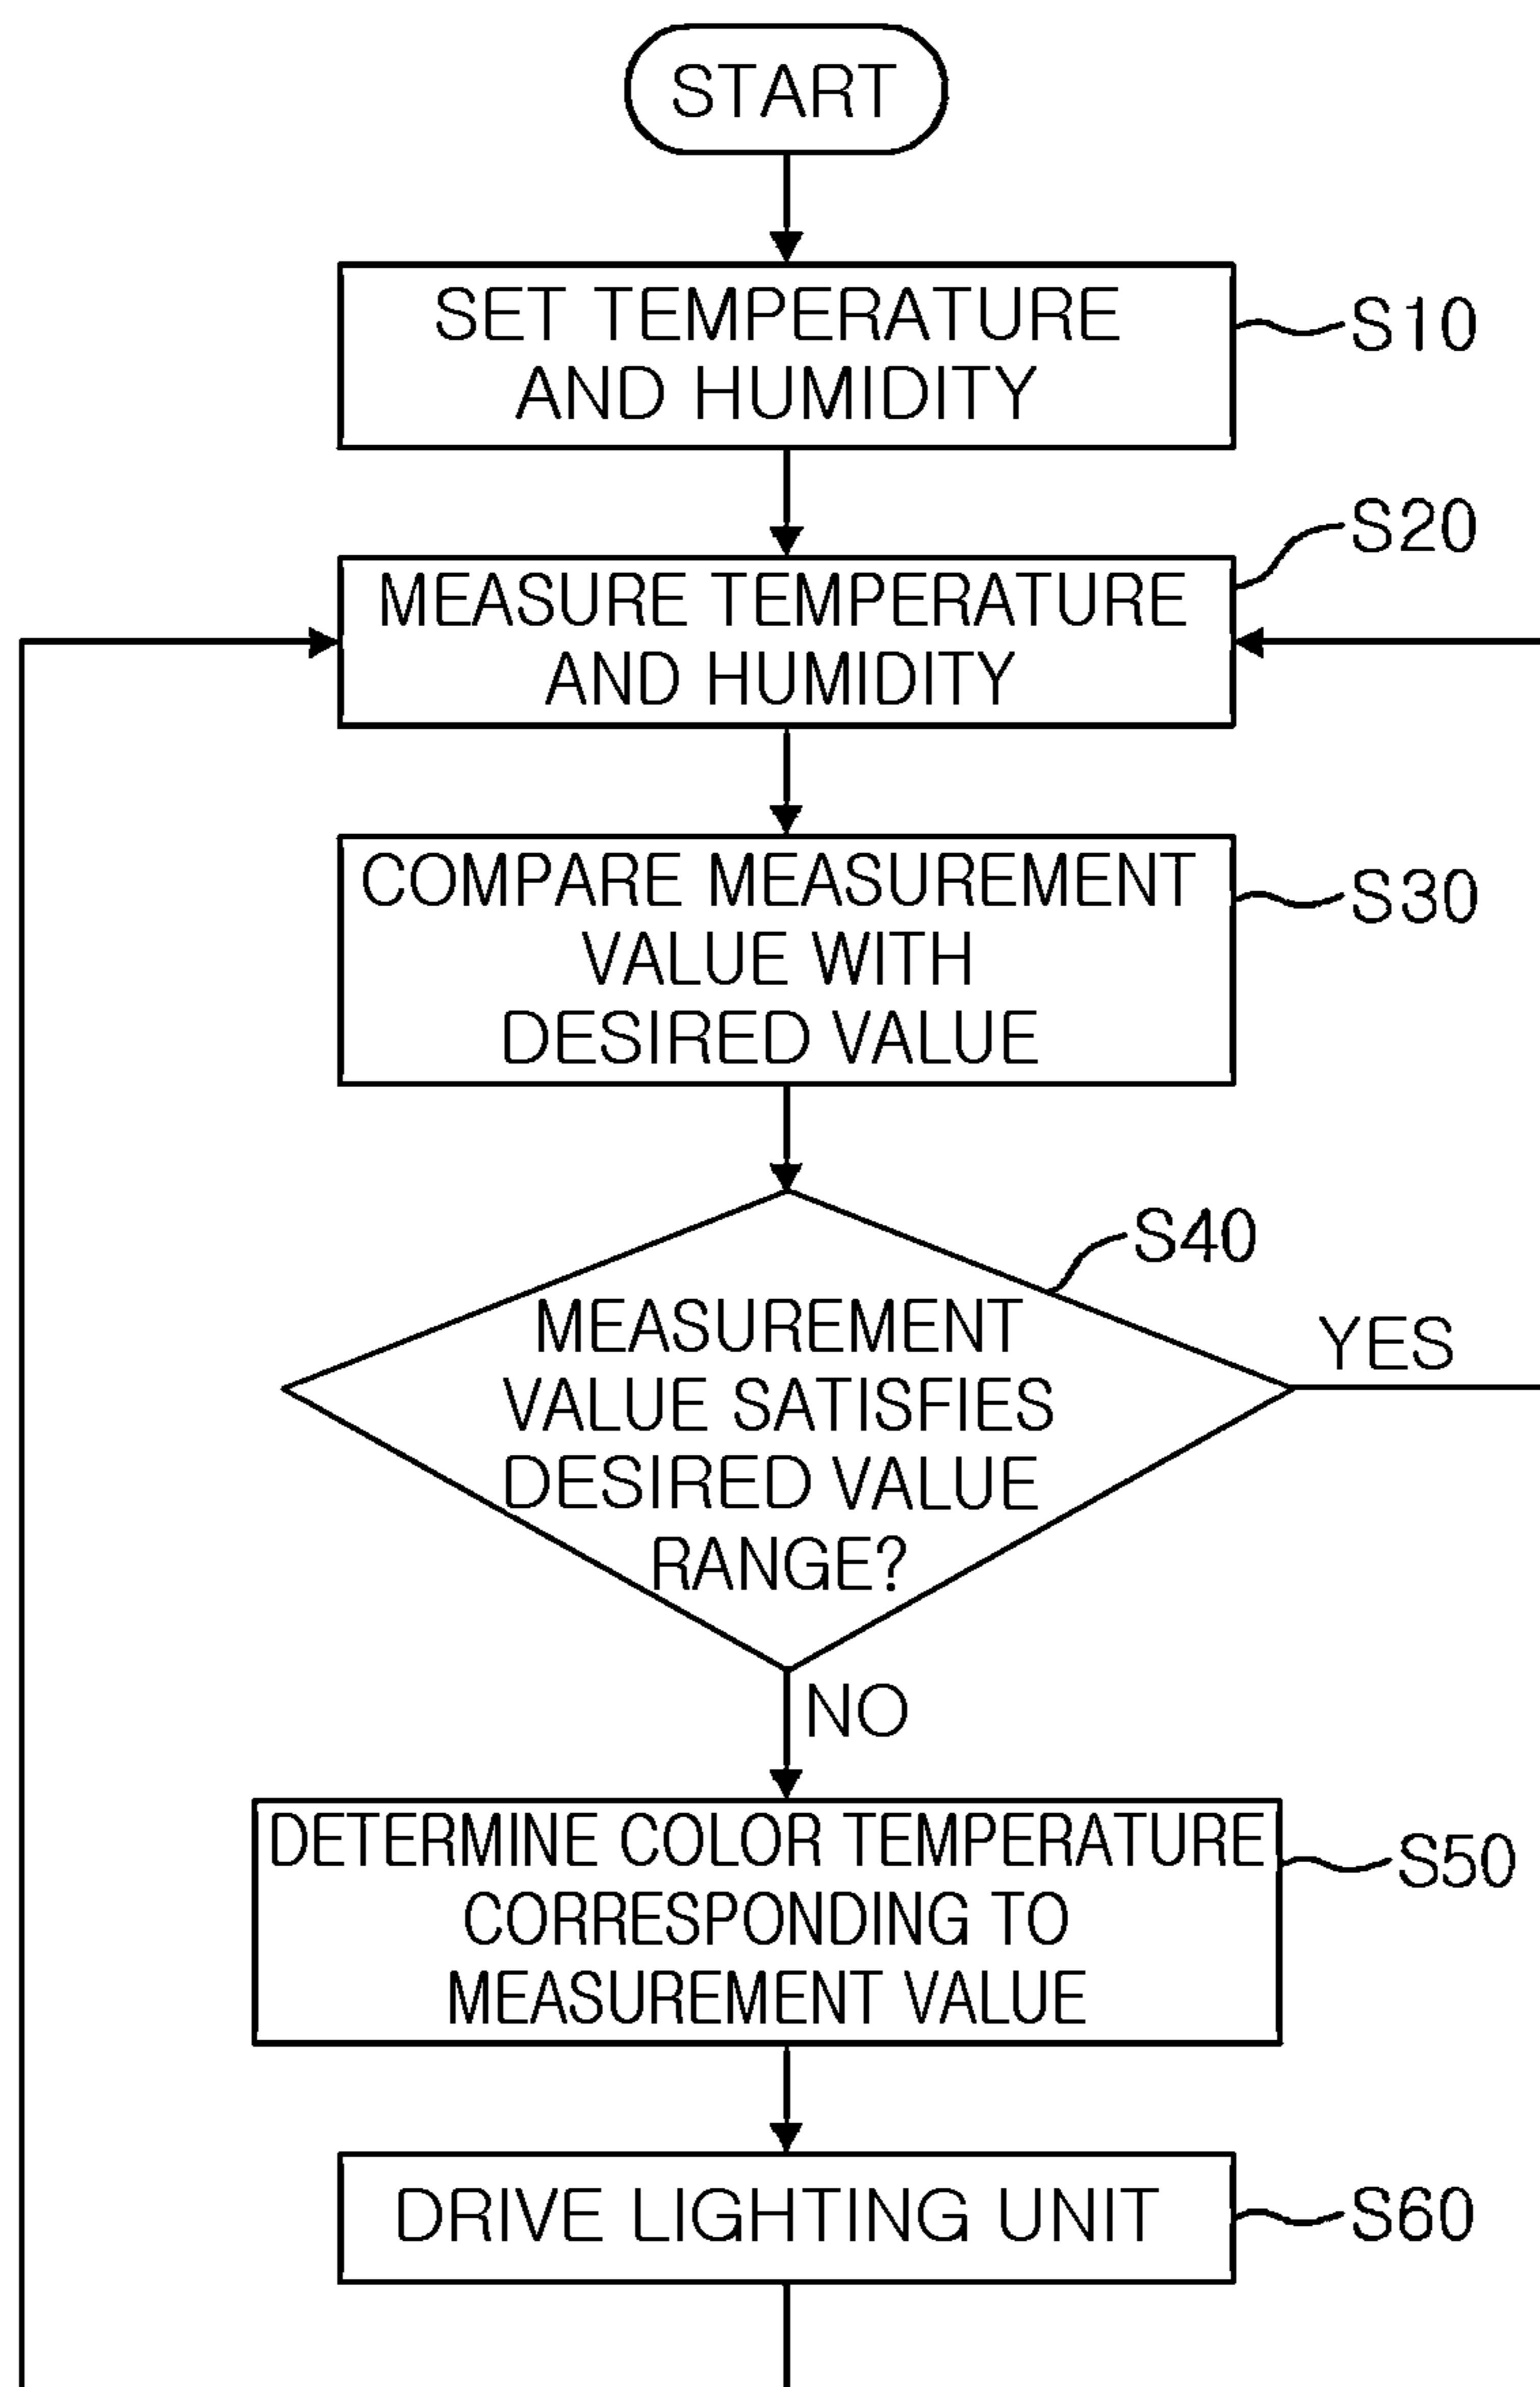 START
SET TEMPERATURE
AND HUMIDITY
S10
S20
MEASURE TEMPERATURE
AND HUMIDITY
COMPARE MEASUREMENT
VALUE WITH
DESIRED VALUE
S30
S40
MEASUREMENT
VALUE SATISFIES
DESIRED VALUE
RANGE?
YES
NO
DETERMINE COLOR TEMPERATURE
CORRESPONDING TO
MEASUREMENT VALUE
S50
DRIVE LIGHTING UNIT
S60